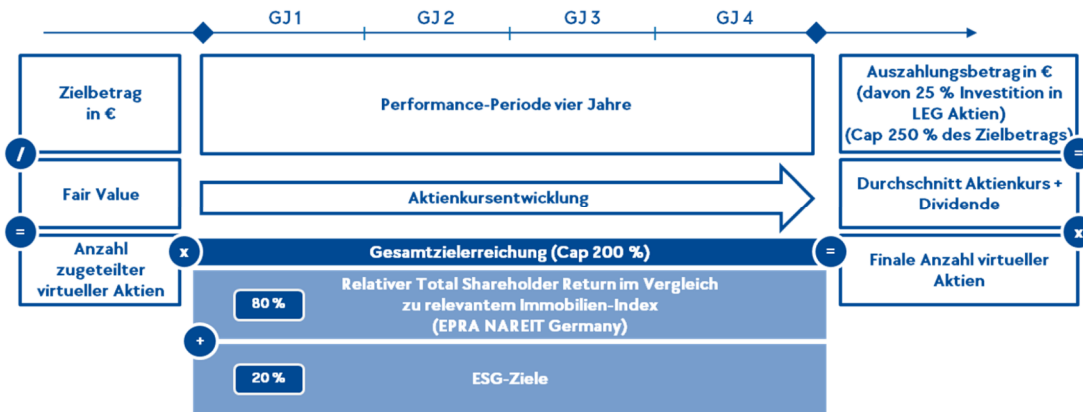 GJ 1 GJ 2 GJ 3 GJ 4
Zielbetrag
in €
/
Fair Value
=
Anzahl
zugeteilter
virtueller Aktien
x
Performance-Periode vier Jahre
Aktienkursentwicklung
Gesamtzielerreichung (Cap 200 %)
80 %
Relativer Total Shareholder Return im Vergleich
zu relevantem Immobilien-Index
(EPRA NAREIT Germany)
+
20 %
ESG-Ziele
=
Auszahlungsbetrag in €
(davon 25 % Investition in
LEG Aktien)
(Cap 250 % des Zielbetrags)
=
Durchschnitt Aktienkurs +
Dividende
x
Finale Anzahl virtueller
Aktien